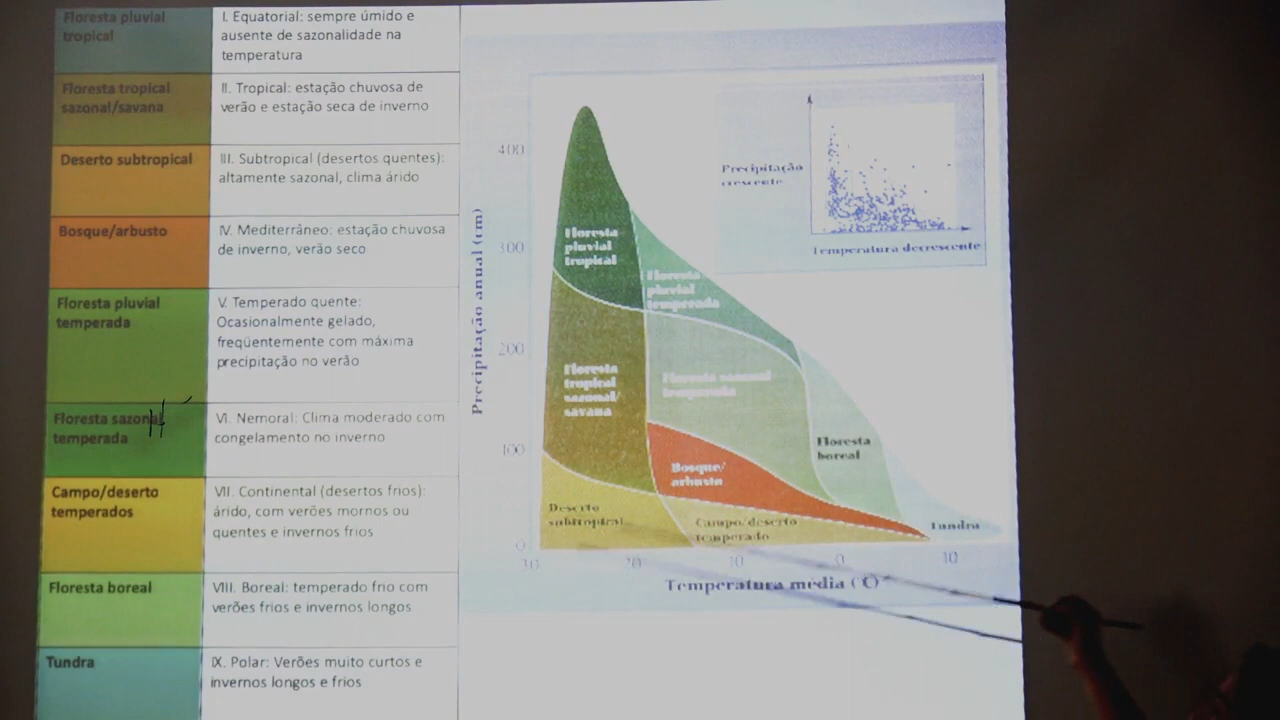 Floresta pluvial
tropical
I. Equatorial: sempre úmido e
ausente de sazonalidade na
temperatura
Floresta tropical
sazonal/savana
II. Tropical: estação chuvosa de
verão e estação seca de inverno
Deserto subtropical
III. Subtropical (desertos quentes):
altamente sazonal, clima árido
Bosque/arbusto
IV. Mediterrâneo: estação chuvosa
de inverno, verão seco
Floresta pluvial
temperada
V. Temperado quente:
Ocasionalmente gelado,
freqüentemente com máxima
precipitação no verão
Floresta sazonal
temperada
VI. Nemoral: Clima moderado com
congelamento no inverno
Campo/deserto
temperados
VII. Continental (desertos frios):
árido, com verões mornos ou
quentes e invernos frios
Floresta boreal
VIII. Boreal: temperado frio com
verões frios e invernos longos
Tundra
IX. Polar: Verões muito curtos e
invernos longos e frios
Precipitação anual (cm)
400
300
200
100
0
Floresta
pluvial
tropical
Floresta
pluvial
temperada
Floresta
tropical
sazonal/
savana
Floresta sazonal
temperada
Floresta
boreal
Bosque/
arbusto
Deserto
subtropical
Campo/deserto
temperado
Tundra
30
20
10
0
10
Temperatura média (°C)
Precipitação
crescente
Temperatura decrescente